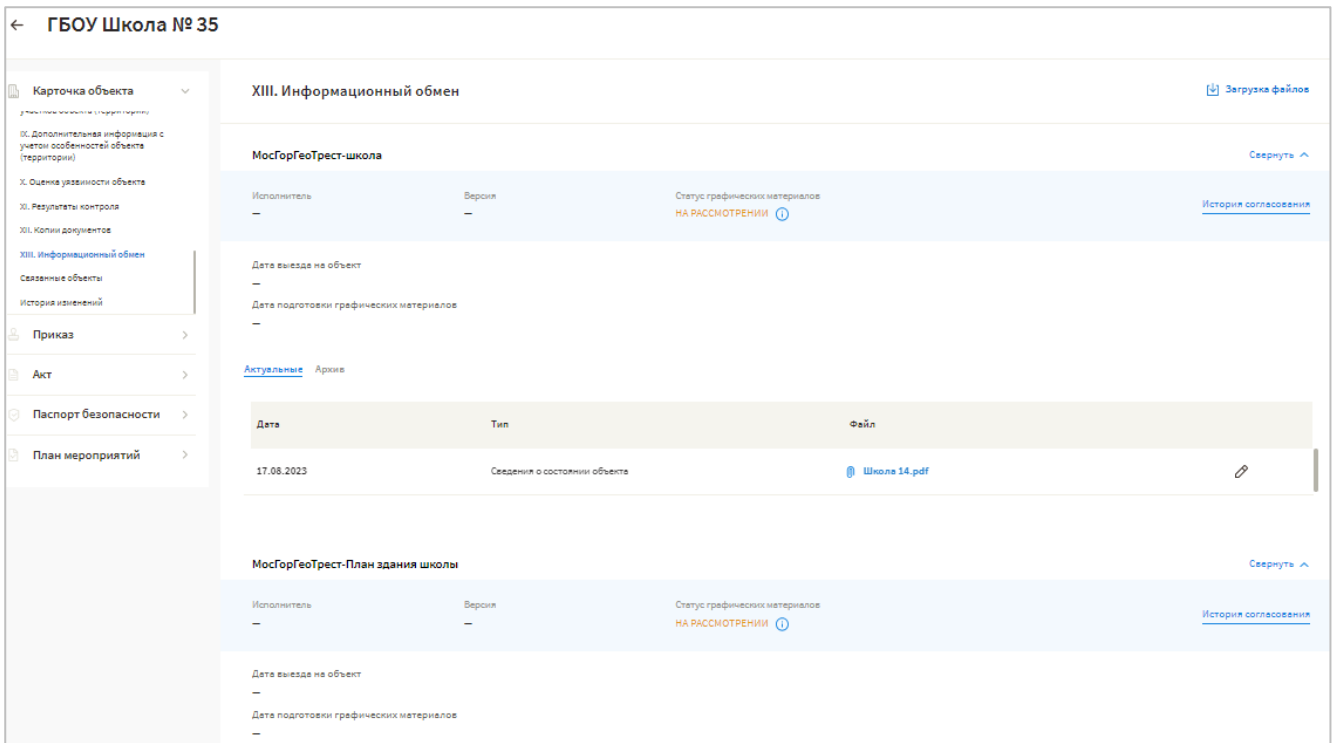 ГБОУ Школа № 35
Карточка объекта
участков объекта (территории)
IX. Дополнительная информация с
учетом особенностей объекта
(территории)
X. Оценка уязвимости объекта
XI. Результаты контроля
XII. Копии документов
XIII. Информационный обмен
Связанные объекты
История изменений
Приказ
Акт
Паспорт безопасности
План мероприятий
XIII. Информационный обмен
Загрузка файлов
МосГорГеоТрест-школа
Свернуть
Исполнитель
–
Версия
–
Статус графических материалов
НА РАССМОТРЕНИИ
История согласования
Дата выезда на объект
–
Дата подготовки графических материалов
–
Актуальные Архив
Дата Тип Файл
17.08.2023 Сведения о состоянии объекта Школа 14.pdf
МосГорГеоТрест-План здания школы
Свернуть
Исполнитель
–
Версия
–
Статус графических материалов
НА РАССМОТРЕНИИ
История согласования
Дата выезда на объект
–
Дата подготовки графических материалов
–